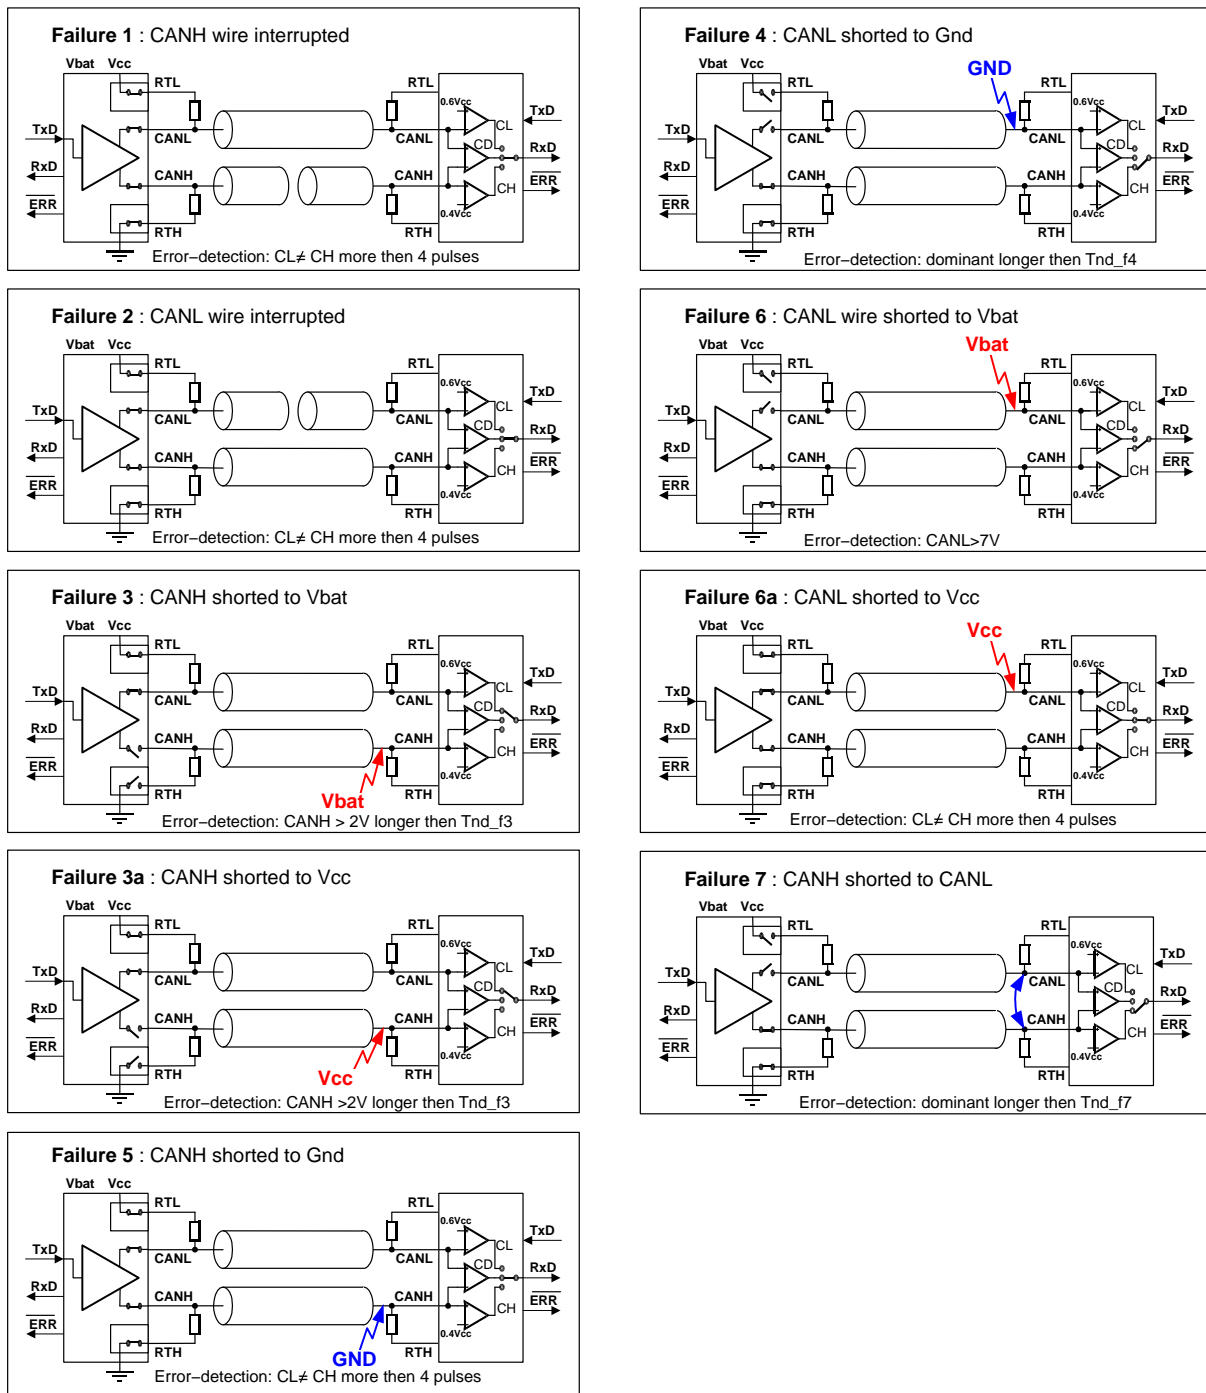 Failure 1 : CANH wire interrupted
Vbat Vcc
RTL RTL
0.6Vcc
TxD CL TxD
CANL CANL CD
RxD RxD
CANH CANH
ERR CH ERR
0.4Vcc
RTH RTH
Error–detection: CL≠ CH more then 4 pulses
Failure 2 : CANL wire interrupted
Vbat Vcc
RTL RTL
0.6Vcc
TxD CL TxD
CANL CANL CD
RxD RxD
CANH CANH
ERR CH ERR
0.4Vcc
RTH RTH
Error–detection: CL≠ CH more then 4 pulses
Failure 3 : CANH shorted to Vbat
Vbat Vcc
RTL RTL
0.6Vcc
TxD CL TxD
CANL CANL CD
RxD RxD
CANH CANH
ERR CH ERR
0.4Vcc
Vbat
RTH RTH
Error–detection: CANH > 2V longer then Tnd_f3
Failure 3a : CANH shorted to Vcc
Vbat Vcc
RTL RTL
0.6Vcc
TxD CL TxD
CANL CANL CD
RxD RxD
CANH CANH
ERR CH ERR
0.4Vcc
Vcc
RTH RTH
Error–detection: CANH >2V longer then Tnd_f3
Failure 5 : CANH shorted to Gnd
Vbat Vcc
RTL RTL
0.6Vcc
TxD CL TxD
CANL CANL CD
RxD RxD
CANH CANH
ERR CH ERR
0.4Vcc
GND
RTH RTH
Error–detection: CL≠ CH more then 4 pulses
Failure 4 : CANL shorted to Gnd
Vbat Vcc
GND
RTL RTL
0.6Vcc
TxD CL TxD
CANL CANL CD
RxD RxD
CANH CANH
ERR CH ERR
0.4Vcc
RTH RTH
Error–detection: dominant longer then Tnd_f4
Failure 6 : CANL wire shorted to Vbat
Vbat Vcc
Vbat
RTL RTL
0.6Vcc
TxD CL TxD
CANL CANL CD
RxD RxD
CANH CANH
ERR CH ERR
0.4Vcc
RTH RTH
Error–detection: CANL>7V
Failure 6a : CANL shorted to Vcc
Vbat Vcc
Vcc
RTL RTL
0.6Vcc
TxD CL TxD
CANL CANL CD
RxD RxD
CANH CANH
ERR CH ERR
0.4Vcc
RTH RTH
Error–detection: CL≠ CH more then 4 pulses
Failure 7 : CANH shorted to CANL
Vbat Vcc
RTL RTL
0.6Vcc
TxD CL TxD
CANL CANL CD
RxD RxD
CANH CANH
ERR CH ERR
0.4Vcc
RTH RTH
Error–detection: dominant longer then Tnd_f7